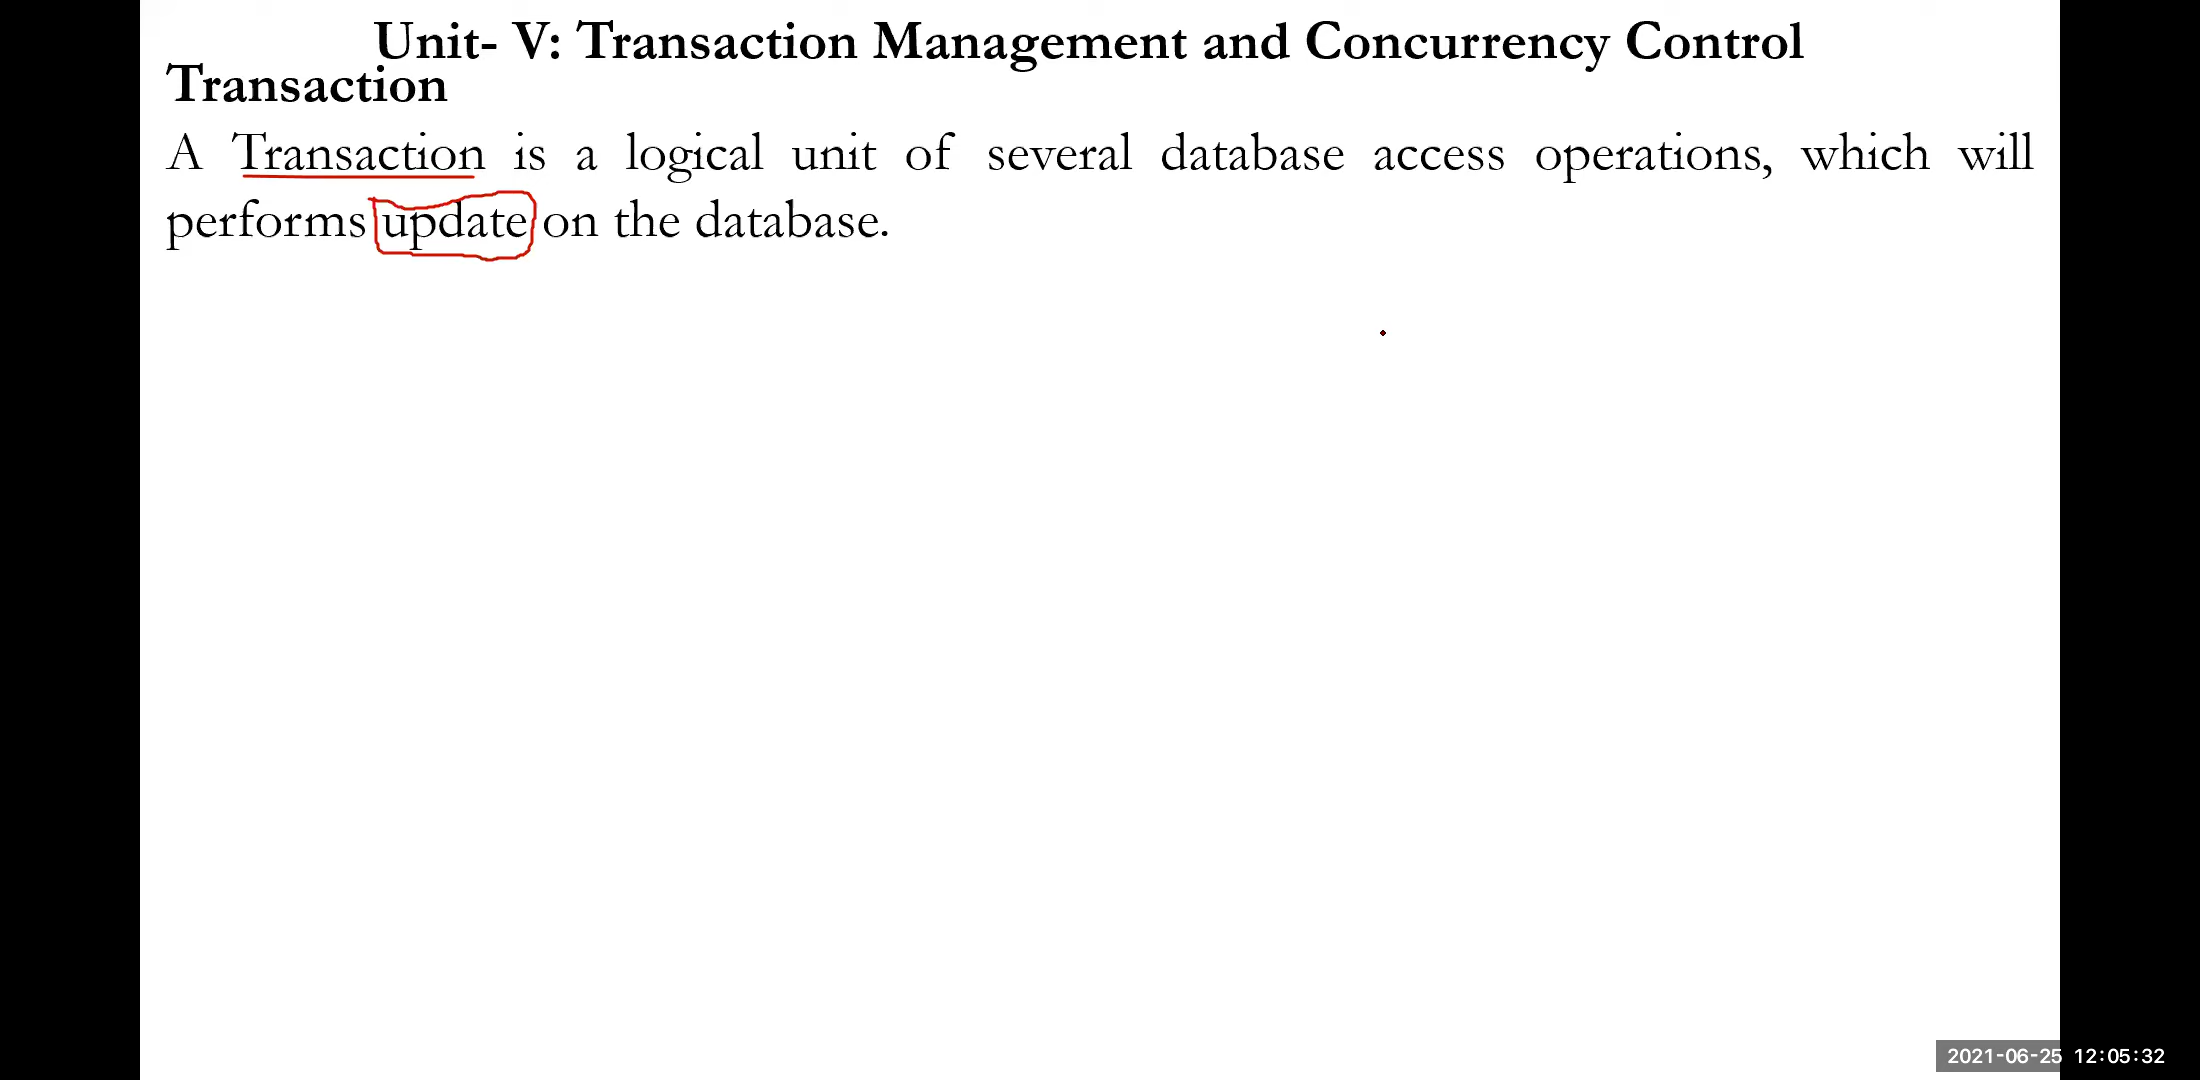 Unit- V: Transaction Management and Concurrency Control
Transaction
A Transaction is a logical unit of several database access operations, which will
performs update on the database.
2021-06-25 12:05:32